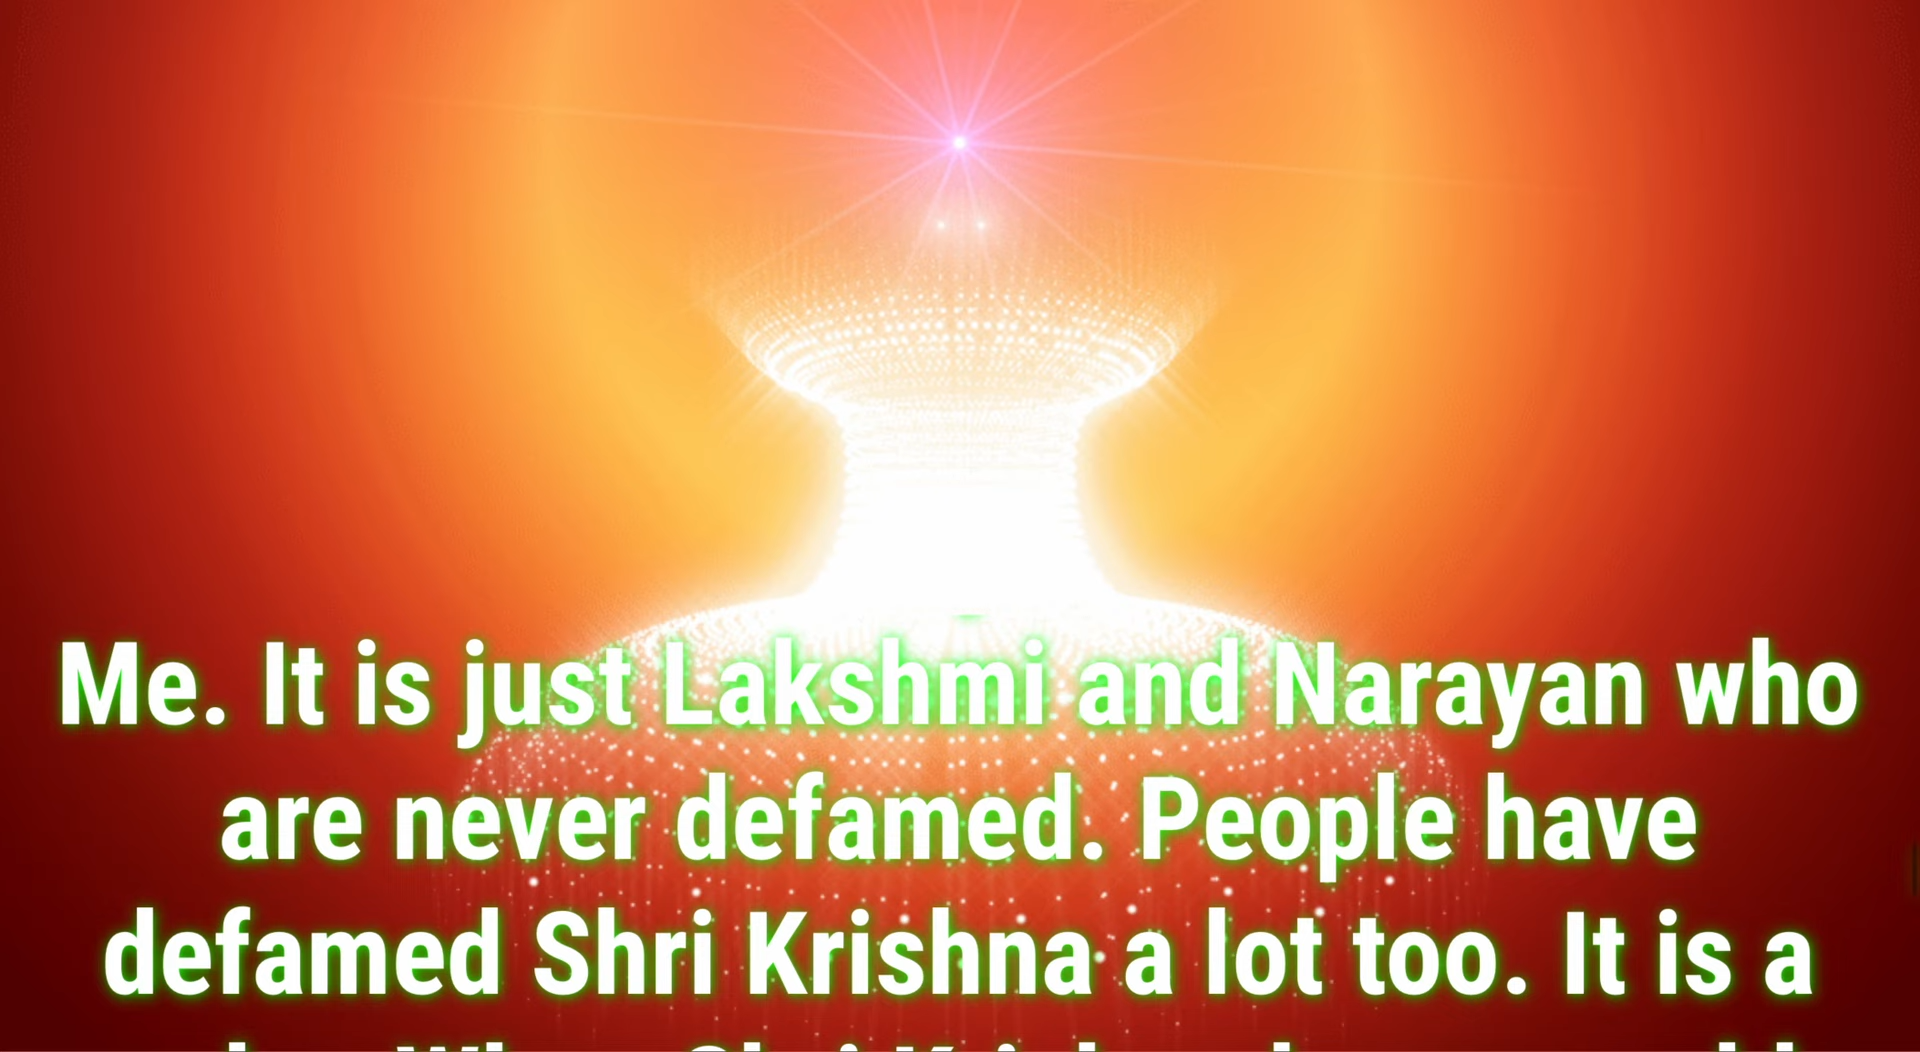 Me. It is just Lakshmi and Narayan who
are never defamed. People have
defamed Shri Krishna a lot too. It is a